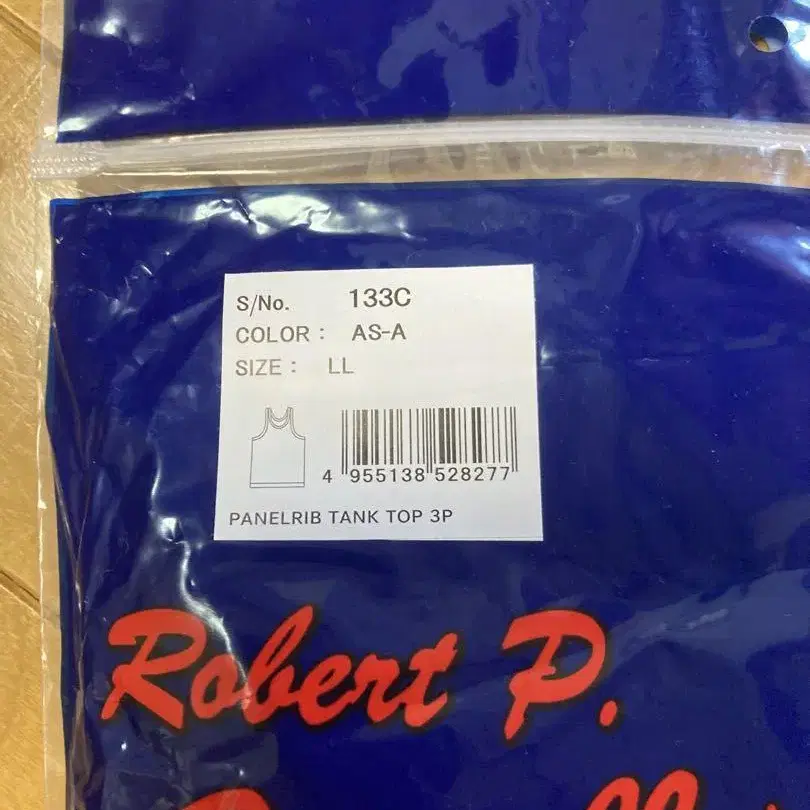 S/No. 133C
COLOR : AS-A
SIZE : LL
4 955138 528277
PANELRIB TANK TOP 3P
Robert P.